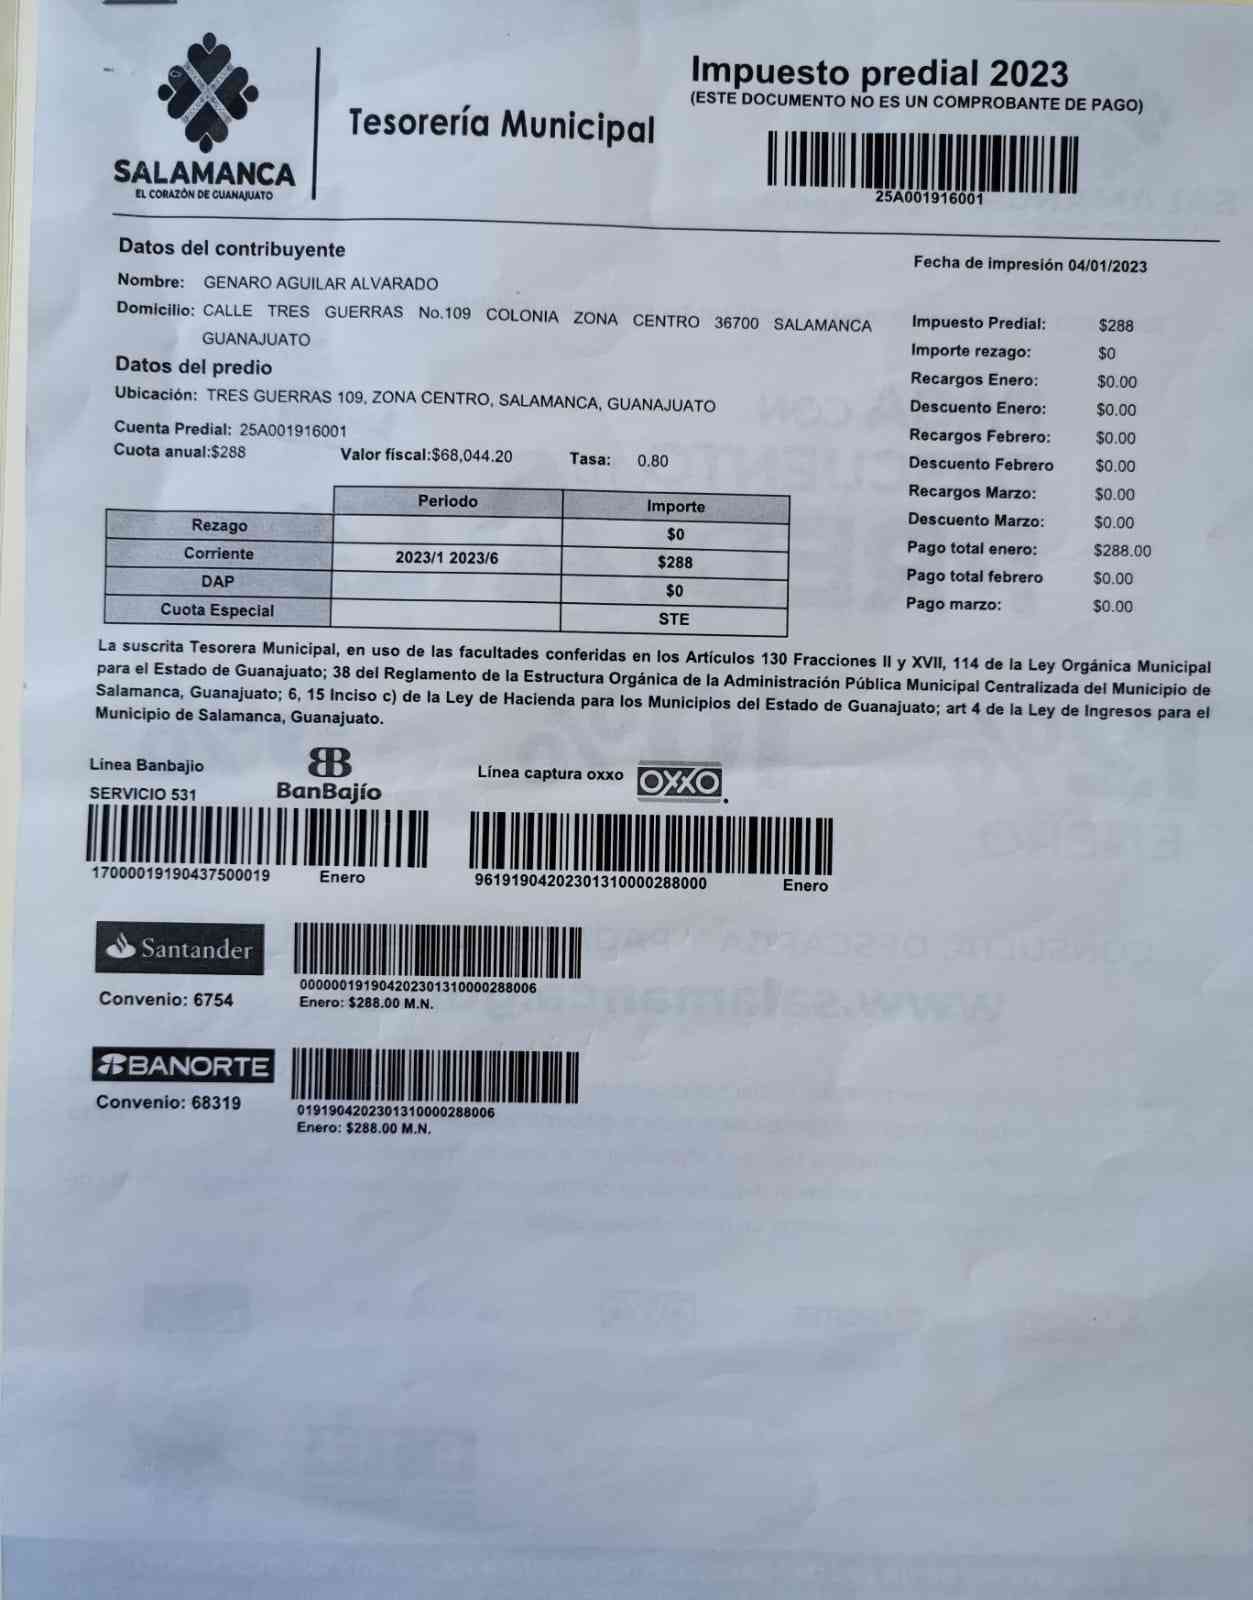 SALAMANCA
EL CORAZÓN DE GUANAJUATO
Tesorería Municipal
Impuesto predial 2023
(ESTE DOCUMENTO NO ES UN COMPROBANTE DE PAGO)
25A001916001
Datos del contribuyente
Nombre: GENARO AGUILAR ALVARADO
Domicilio: CALLE TRES GUERRAS No.109 COLONIA ZONA CENTRO 36700 SALAMANCA
GUANAJUATO
Datos del predio
Ubicación: TRES GUERRAS 109, ZONA CENTRO, SALAMANCA, GUANAJUATO
Cuenta Predial: 25A001916001
Cuota anual:$288 Valor fiscal:$68,044.20 Tasa: 0.80
Fecha de impresión 04/01/2023
Impuesto Predial: $288
Importe rezago: $0
Recargos Enero: $0.00
Descuento Enero: $0.00
Recargos Febrero: $0.00
Descuento Febrero $0.00
Recargos Marzo: $0.00
Descuento Marzo: $0.00
Pago total enero: $288.00
Pago total febrero $0.00
Pago marzo: $0.00
Periodo Importe
Rezago $0
Corriente 2023/1 2023/6 $288
DAP $0
Cuota Especial STE
La suscrita Tesorera Municipal, en uso de las facultades conferidas en los Artículos 130 Fracciones II y XVII, 114 de la Ley Orgánica Municipal
para el Estado de Guanajuato; 38 del Reglamento de la Estructura Orgánica de la Administración Pública Municipal Centralizada del Municipio de
Salamanca, Guanajuato; 6, 15 Inciso c) de la Ley de Hacienda para los Municipios del Estado de Guanajuato; art 4 de la Ley de Ingresos para el
Municipio de Salamanca, Guanajuato.
Linea Banbajio
SERVICIO 531
BanBajío
17000019190437500019 Enero
Línea captura oxxo
OXXO
96191904202301310000288000 Enero
Santander
Convenio: 6754
0000001919042023013​10000288006
Enero: $288.00 M.N.
BANORTE
Convenio: 68319
01919042023013​10000288006
Enero: $288.00 M.N.